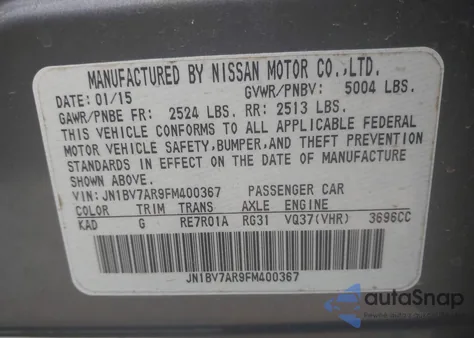 MANUFACTURED BY NISSAN MOTOR CO.,LTD.
DATE: 01/15 GVWR/PNBV: 5004 LBS.
GAWR/PNBE FR: 2524 LBS. RR: 2513 LBS.
THIS VEHICLE CONFORMS TO ALL APPLICABLE FEDERAL
MOTOR VEHICLE SAFETY, BUMPER, AND THEFT PREVENTION
STANDARDS IN EFFECT ON THE DATE OF MANUFACTURE
SHOWN ABOVE.
VIN: JN1BV7AR9FM400367 PASSENGER CAR
COLOR TRIM TRANS AXLE ENGINE
KAD G RE7R01A RG31 VQ37(VHR) 3696CC
JN1BV7AR9FM400367
autoSnap